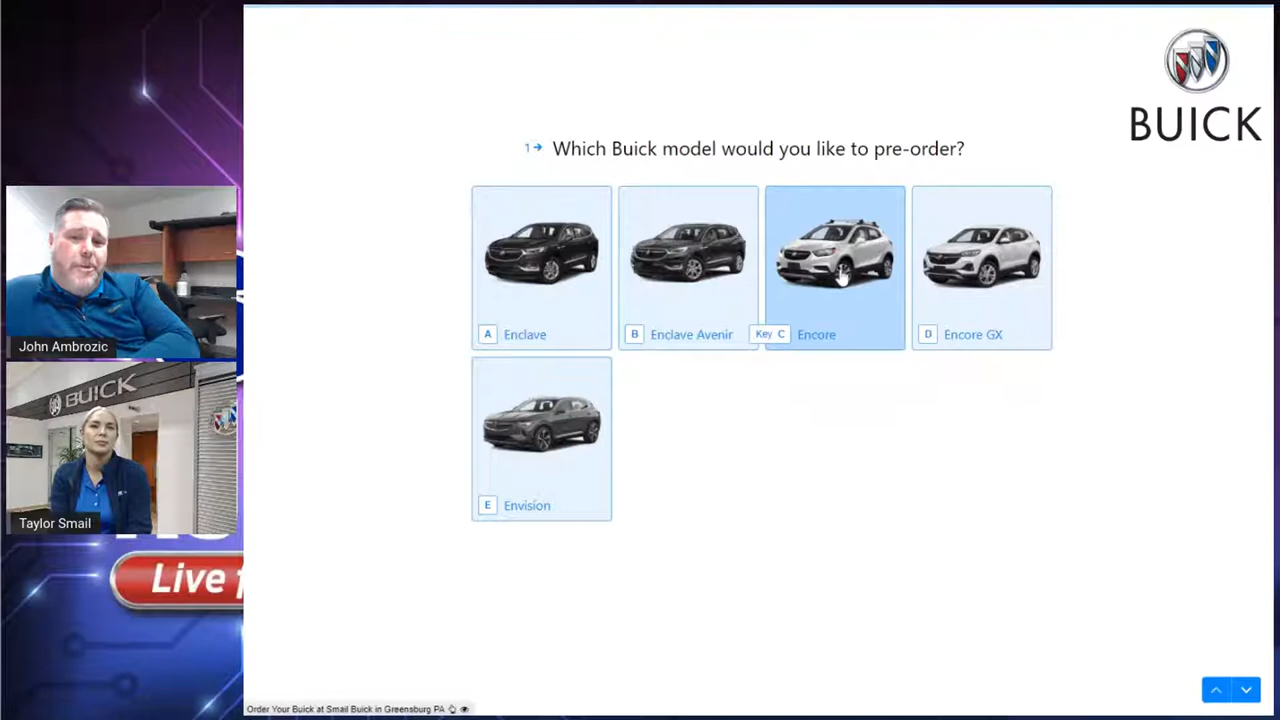 BUICK
1 Which Buick model would you like to pre-order?
A Enclave
B Enclave Avenir
Key C Encore
D Encore GX
E Envision
John Ambrozic
BUICK
Taylor Smail
Live
Order Your Buick at Smail Buick in Greensburg PA